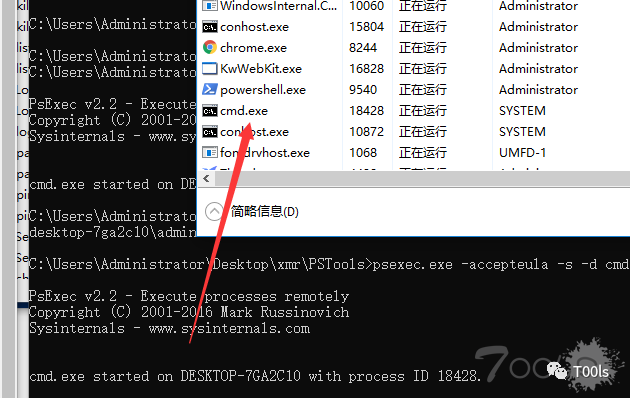 WindowsInternal.C... 10060 正在运行 Administrator
conhost.exe 15804 正在运行 Administrator
chrome.exe 8244 正在运行 Administrator
KwWebKit.exe 16828 正在运行 Administrator
powershell.exe 9540 正在运行 Administrator
cmd.exe 18428 正在运行 SYSTEM
conhost.exe 10872 正在运行 SYSTEM
fontdrvhost.exe 1068 正在运行 UMFD-1
简略信息(D)
C:\Users\Administrato
C:\Users\Administrato
C:\Users\Administrato
PsExec v2.2 - Execute
Copyright (C) 2001-20
Sysinternals - www.sy
cmd.exe started on DE
C:\Users\Administrato
desktop-7ga2c10\admin
C:\Users\Administrator\Desktop\xmr\PSTools>psexec.exe -accepteula -s -d cmd
PsExec v2.2 - Execute processes remotely
Copyright (C) 2001-2016 Mark Russinovich
Sysinternals - www.sysinternals.com
cmd.exe started on DESKTOP-7GA2C10 with process ID 18428.
7ools
T00ls